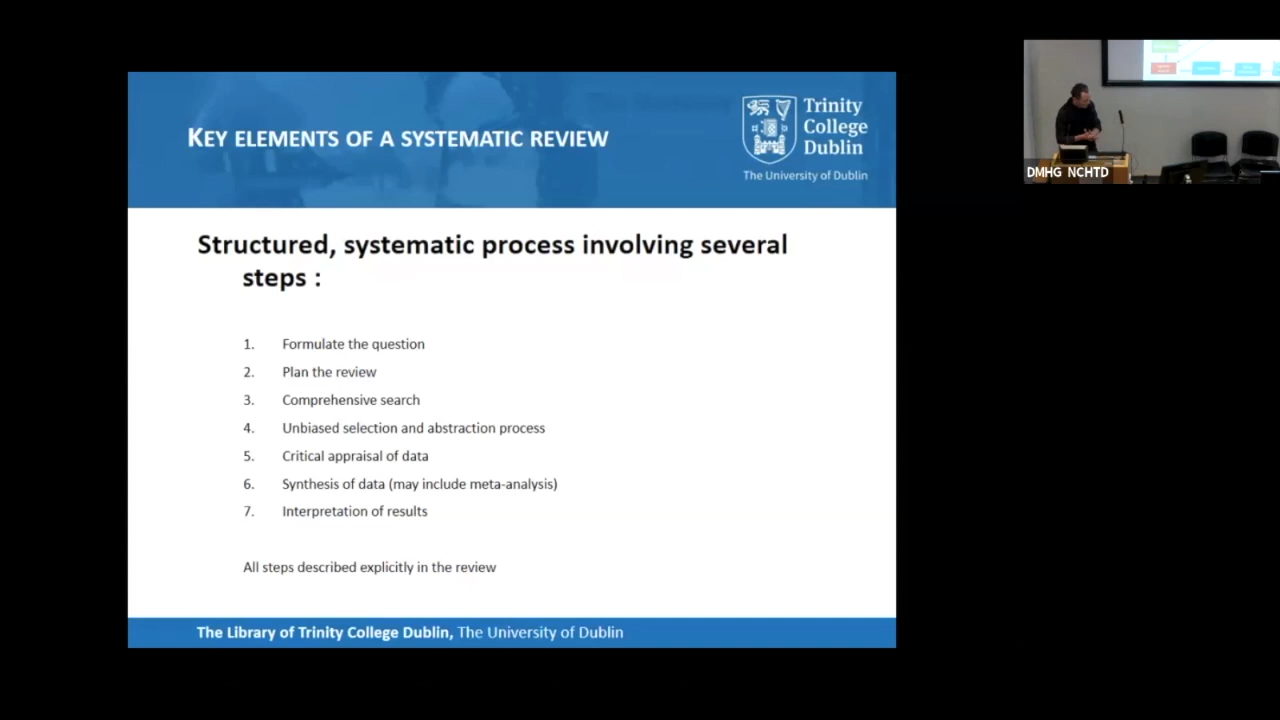 KEY ELEMENTS OF A SYSTEMATIC REVIEW
Trinity
College
Dublin
The University of Dublin
Structured, systematic process involving several
steps :
1. Formulate the question
2. Plan the review
3. Comprehensive search
4. Unbiased selection and abstraction process
5. Critical appraisal of data
6. Synthesis of data (may include meta-analysis)
7. Interpretation of results
All steps described explicitly in the review
The Library of Trinity College Dublin, The University of Dublin
DMHG NCHTD